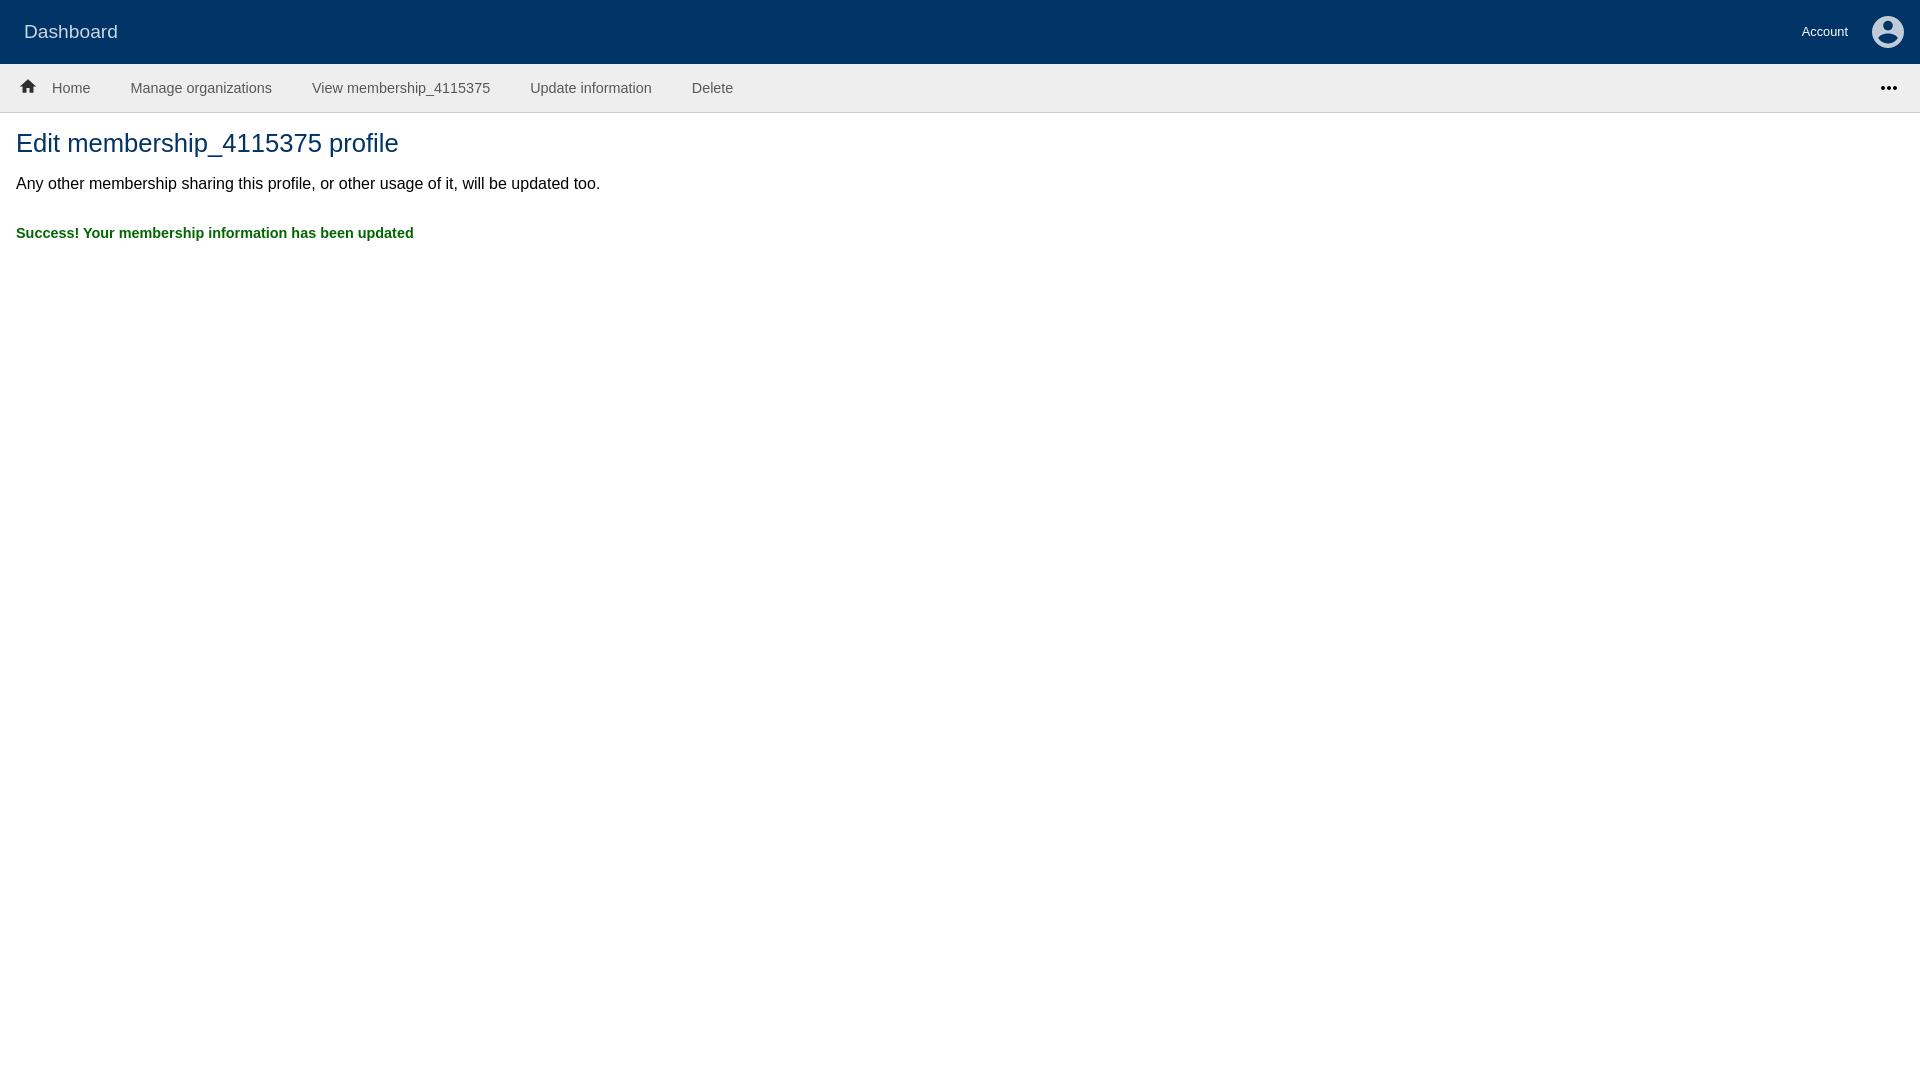 Dashboard
Account
Home
Manage organizations
View membership_4115375
Update information
Delete
Edit membership_4115375 profile
Any other membership sharing this profile, or other usage of it, will be updated too.
Success! Your membership information has been updated